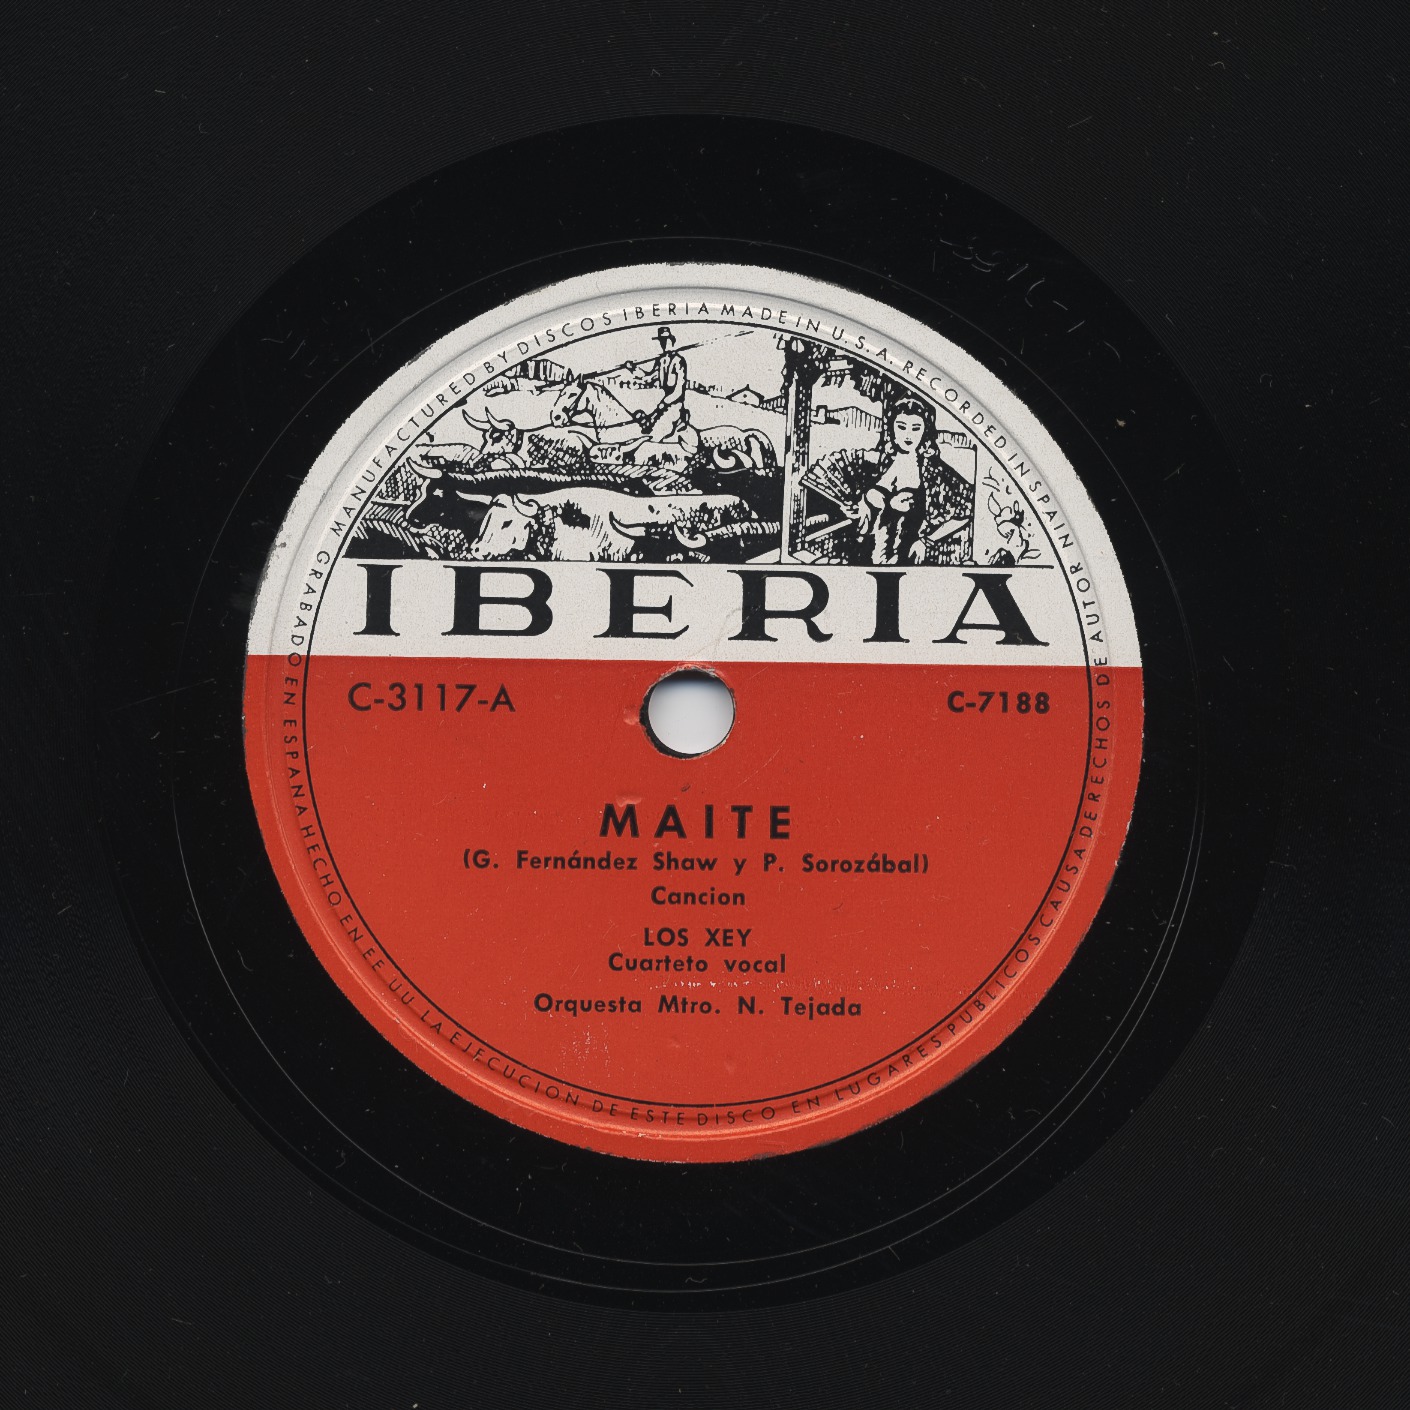 MANUFACTURED BY DISCOS IBERIA MADE IN U.S.A. RECORDED IN SPAIN
IBERIA
C-3117-A
C-7188
MAITE
(G. Fernández Shaw y P. Sorozábal)
Cancion
LOS XEY
Cuarteto vocal
Orquesta Mtro. N. Tejada
GRABADO EN ESPANA HECHO EN EE UU LA EJECUCION DE ESTE DISCO EN LUGARES PUBLICOS CAUSA DERECHOS DE AUTOR